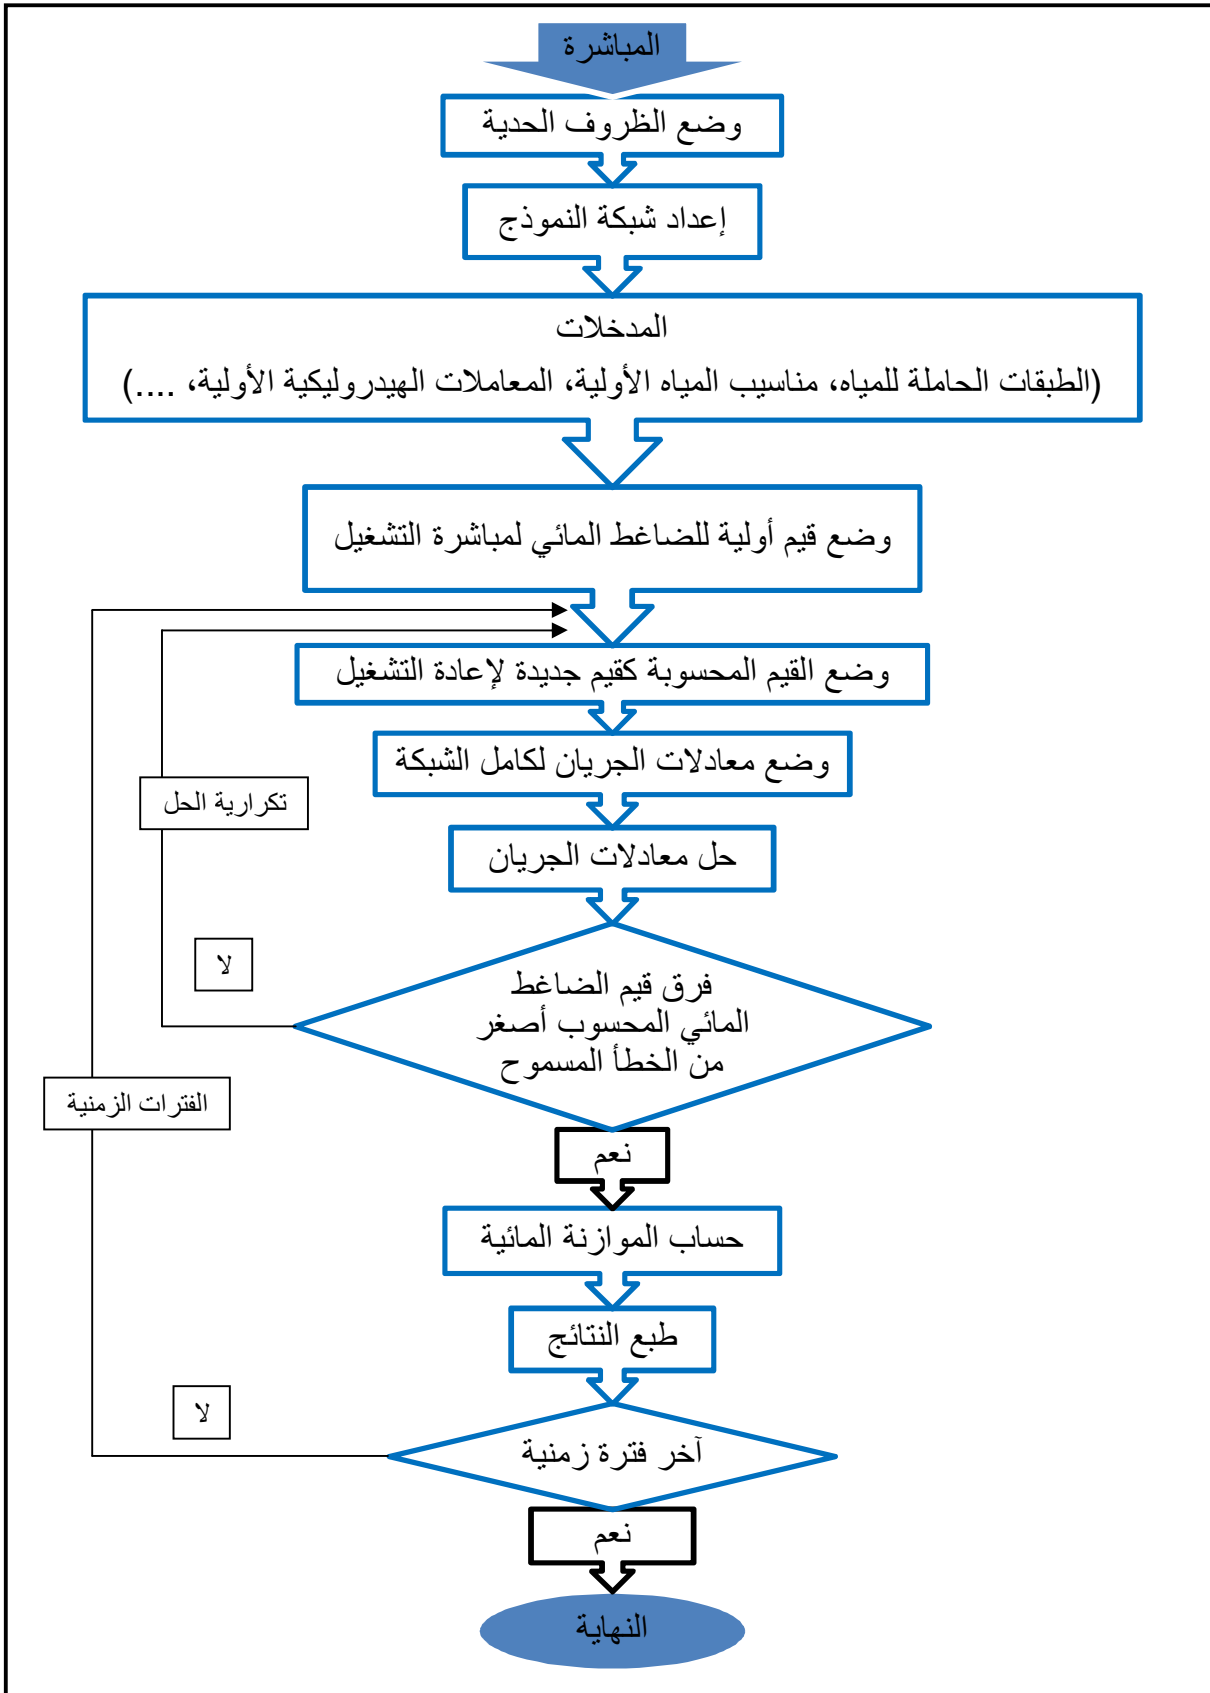 المباشرة
وضع الظروف الحدية
إعداد شبكة النموذج
المدخلات
(الطبقات الحاملة للمياه، مناسيب المياه الأولية، المعاملات الهيدروليكية الأولية، ....)
وضع قيم أولية للضاغط المائي لمباشرة التشغيل
وضع القيم المحسوبة كقيم جديدة لإعادة التشغيل
وضع معادلات الجريان لكامل الشبكة
تكرارية الحل
حل معادلات الجريان
لا
فرق قيم الضاغط
المائي المحسوب أصغر
من الخطأ المسموح
الفترات الزمنية
نعم
حساب الموازنة المائية
طبع النتائج
لا
آخر فترة زمنية
نعم
النهاية